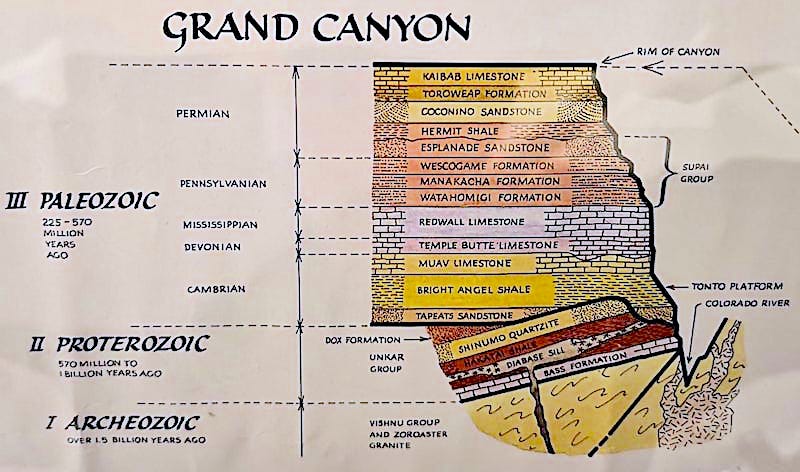 GRAND CANYON
RIM OF CANYON
KAIBAB LIMESTONE
TOROWEAP FORMATION
COCONINO SANDSTONE
HERMIT SHALE
ESPLANADE SANDSTONE
WESCOGAME FORMATION
MANAKACHA FORMATION
WATAHOMIGI FORMATION
REDWALL LIMESTONE
TEMPLE BUTTE LIMESTONE
MUAV LIMESTONE
BRIGHT ANGEL SHALE
TAPEATS SANDSTONE
SUPAI
GROUP
TONTO PLATFORM
COLORADO RIVER
PERMIAN
PENNSYLVANIAN
MISSISSIPPIAN
DEVONIAN
CAMBRIAN
III PALEOZOIC
225-570
MILLION
YEARS
AGO
II PROTEROZOIC
570 MILLION TO
1 BILLION YEARS AGO
DOX FORMATION
UNKAR
GROUP
SHINUMO QUARTZITE
HAKATAI SHALE
DIABASE SILL
BASS FORMATION
I ARCHEOZOIC
OVER 1.5 BILLION YEARS AGO
VISHNU GROUP
AND ZOROASTER
GRANITE